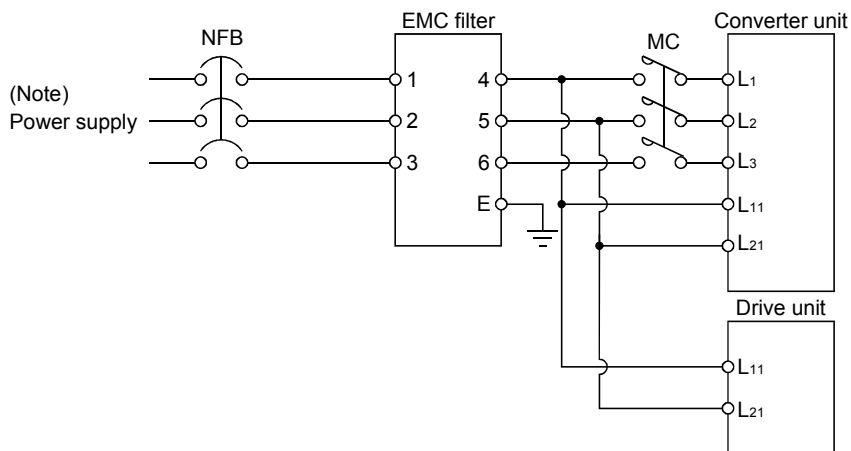 NFB
EMC filter
MC
Converter unit
(Note)
Power supply
1
2
3
4
5
6
E
L1
L2
L3
L11
L21
Drive unit
L11
L21